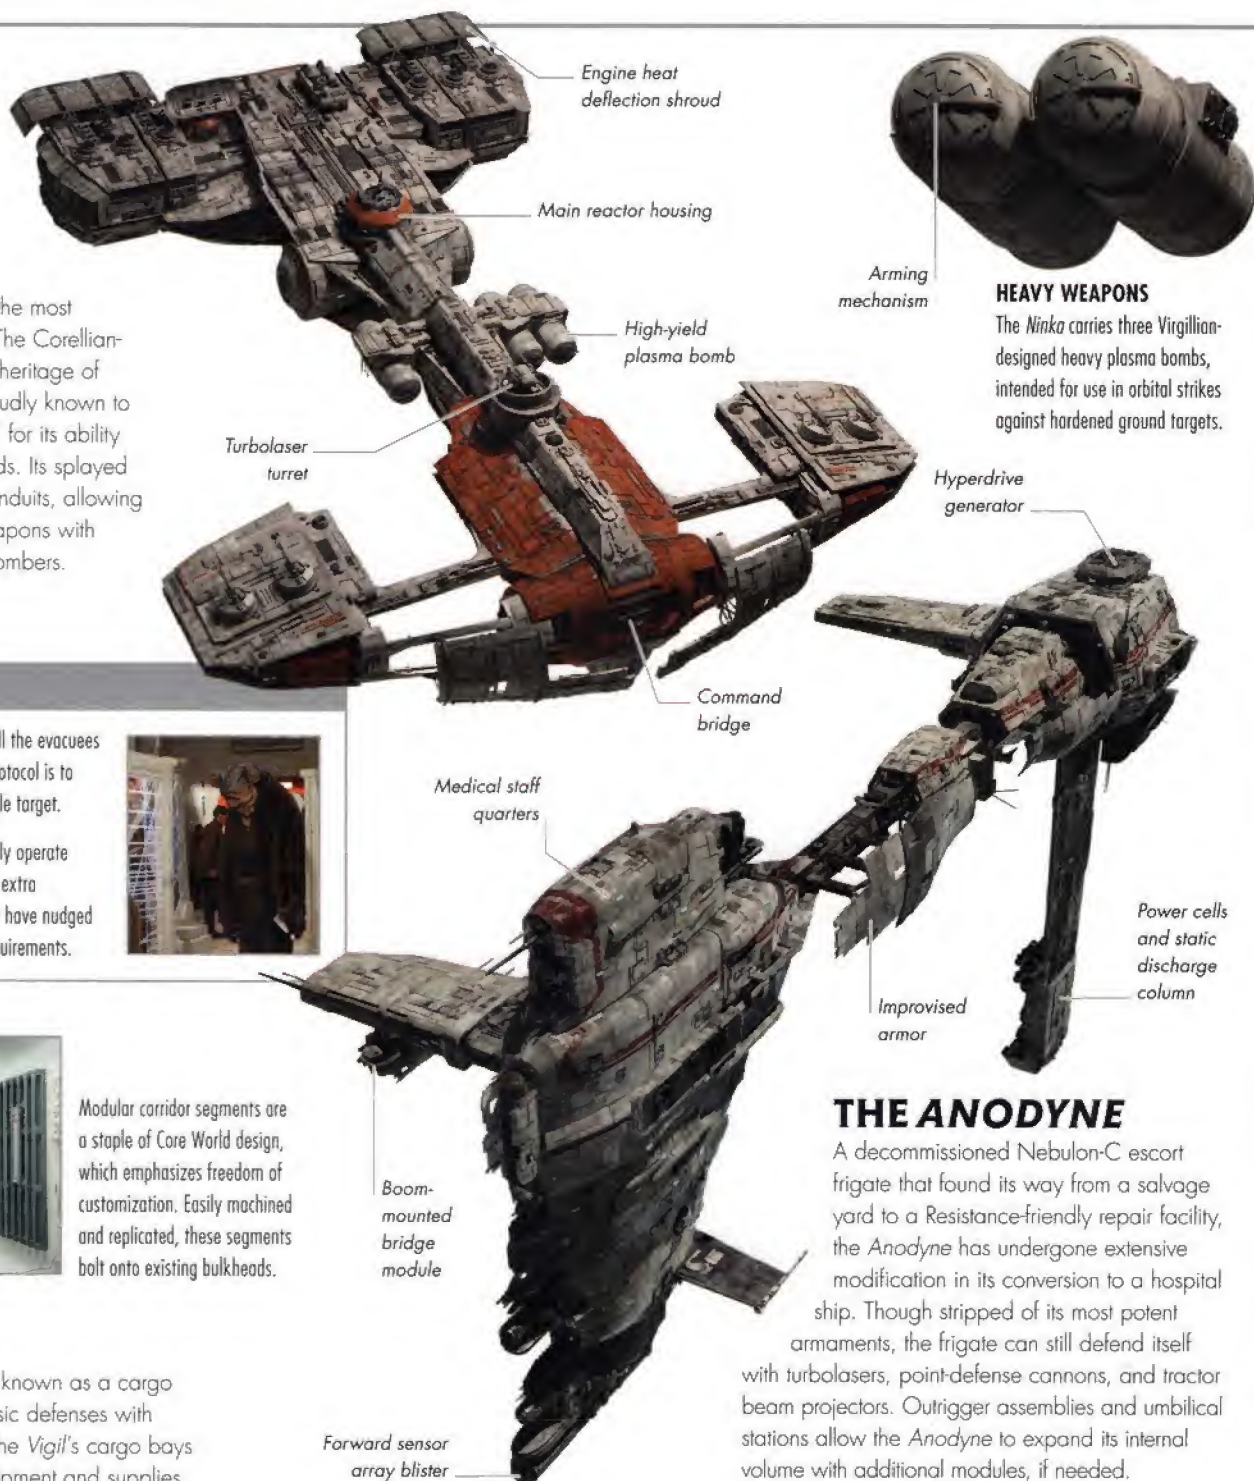 Engine heat
deflection shroud
Main reactor housing
High-yield
plasma bomb
Turbolaser
turret
Command
bridge
Arming
mechanism
HEAVY WEAPONS
The Ninka carries three Virgillian-
designed heavy plasma bombs,
intended for use in orbital strikes
against hardened ground targets.
he most
The Corellian-
heritage of
udly known to
for its ability
ds. Its splayed
nduits, allowing
apons with
ombers.
ll the evacuees
otocol is to
le target.
ly operate
extra
have nudged
uirements.
Modular corridor segments are
a staple of Core World design,
which emphasizes freedom of
customization. Easily machined
and replicated, these segments
bolt onto existing bulkheads.
known as a cargo
sic defenses with
he Vigil's cargo bays
pment and supplies
Hyperdrive
generator
Medical staff
quarters
Power cells
and static
discharge
column
Improvised
armor
Boom-
mounted
bridge
module
Forward sensor
array blister
THE ANODYNE
A decommissioned Nebulon-C escort
frigate that found its way from a salvage
yard to a Resistance-friendly repair facility,
the Anodyne has undergone extensive
modification in its conversion to a hospital
ship. Though stripped of its most potent
armaments, the frigate can still defend itself
with turbolasers, point-defense cannons, and tractor
beam projectors. Outrigger assemblies and umbilical
stations allow the Anodyne to expand its internal
volume with additional modules, if needed.